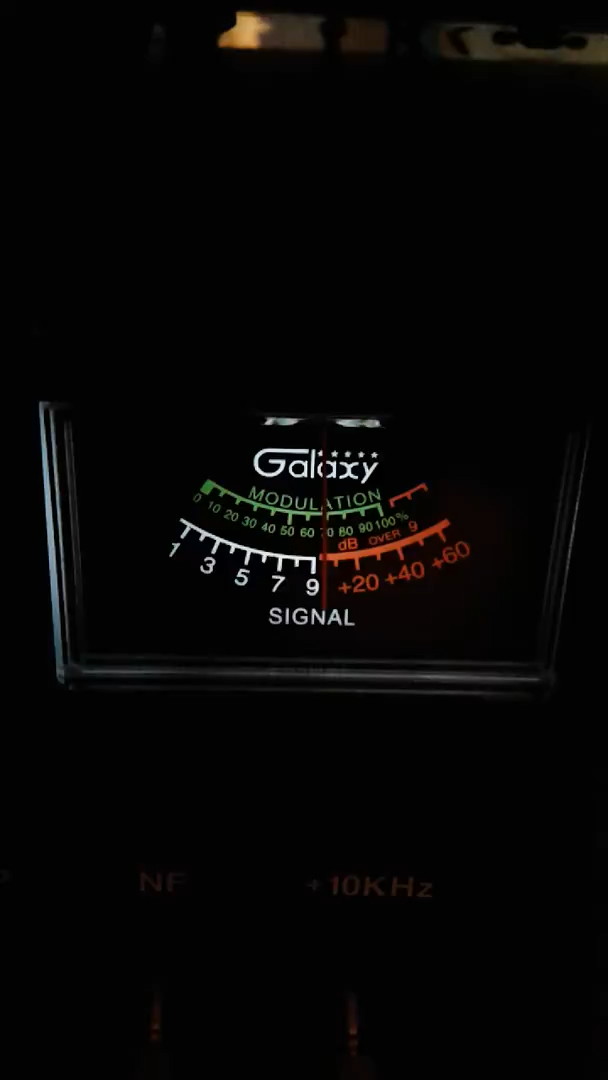 Galaxy
MODULATION
0 10 20 30 40 50 60 70 80 90 100%
dB OVER 9
1 3 5 7 9 +20 +40 +60
SIGNAL
NF +10KHz